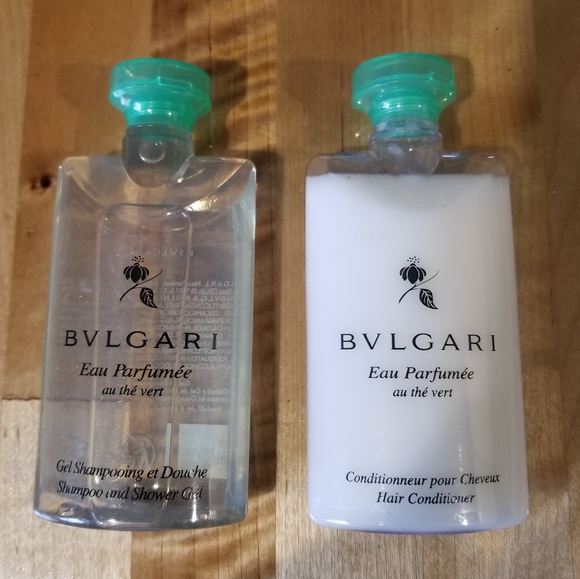 BVLGARI
Eau Parfumée
au thé vert
Gel Shampooing et Douche
Shampoo and Shower Gel
BVLGARI
Eau Parfumée
au thé vert
Conditionneur pour Cheveux
Hair Conditioner